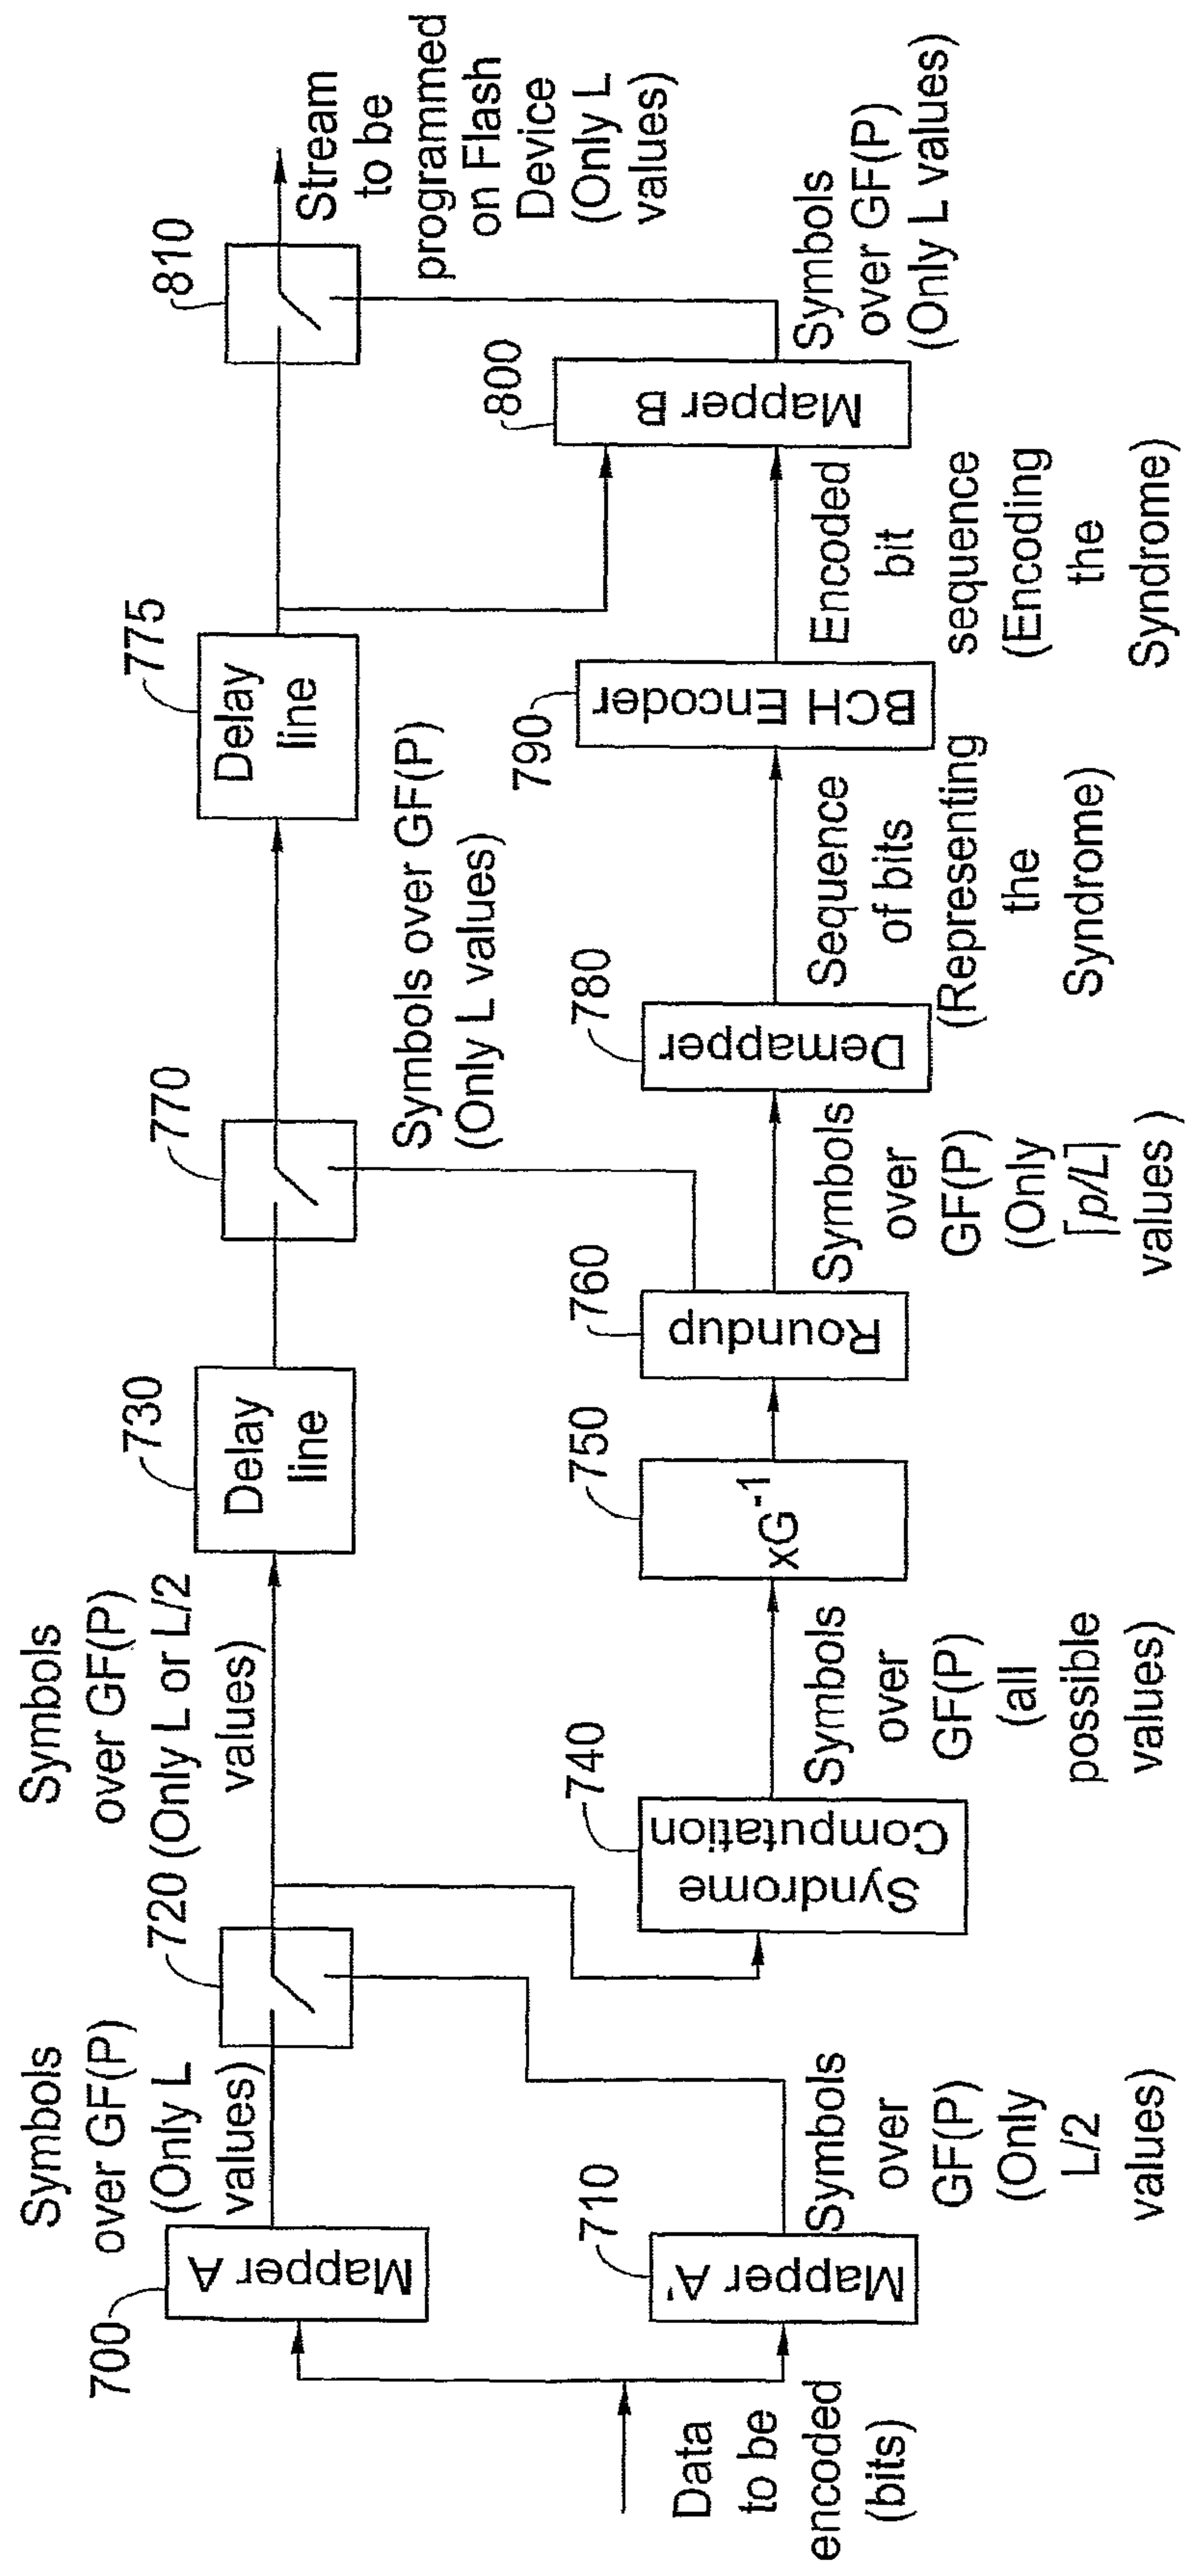 Data
to be
encoded
(bits)
700
Mapper A
Symbols
over GF(P)
(Only L
values)
710
Mapper A'
Symbols
over
GF(P)
(Only
L/2
values)
720
Symbols
over GF(P)
(Only L or L/2
values)
730
Delay
line
740
Syndrome
Computation
Symbols
over
GF(P)
(all
possible
values)
750
xG⁻¹
760
Roundup
Symbols
over
GF(P)
(Only
⌈p/L⌉
values )
770
Symbols over GF(P)
(Only L values)
775
Delay
line
780
Demapper
Sequence
of bits
(Representing
the
Syndrome)
790
BCH Encoder
Encoded
bit
sequence
(Encoding
the
Syndrome)
800
Mapper B
Symbols
over GF(P)
(Only L values)
810
Stream
to be
programmed
on Flash
Device
(Only L
values)